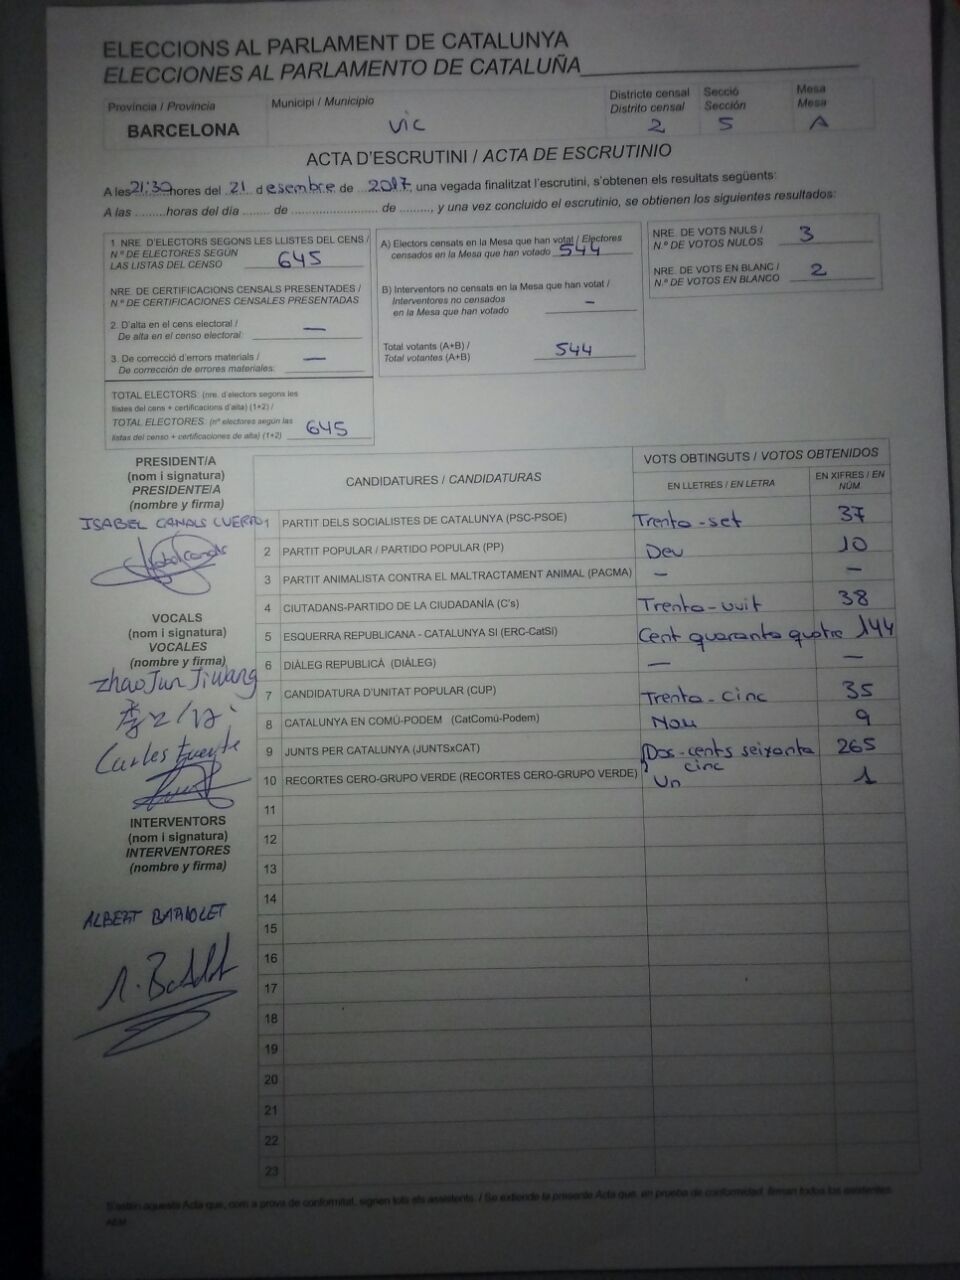 ELECCIONS AL PARLAMENT DE CATALUNYA
ELECCIONES AL PARLAMENTO DE CATALUÑA
Província / Provincia
BARCELONA
Municipi / Municipio
Vic
Districte censal
Distrito censal
2
Secció
Sección
5
Mesa
Mesa
A
ACTA D'ESCRUTINI / ACTA DE ESCRUTINIO
A les 21:30 hores del 21 d esembre de 2017, una vegada finalitzat l'escrutini, s'obtenen els resultats següents:
A las .........horas del día ....... de ....................... de ........., y una vez concluido el escrutinio, se obtienen los siguientes resultados:
1 NRE. D'ELECTORS SEGONS LES LLISTES DEL CENS /
N.º DE ELECTORES SEGÚN
LAS LISTAS DEL CENSO 645
NRE. DE CERTIFICACIONS CENSALS PRESENTADES /
N.º DE CERTIFICACIONES CENSALES PRESENTADAS
2. D'alta en el cens electoral /
De alta en el censo electoral: —
3. De correcció d'errors materials /
De corrección de errores materiales: —
TOTAL ELECTORS: (nre. d'electors segons les
llistes del cens + certificacions d'alta) (1+2) /
TOTAL ELECTORES: (nº electores según las
listas del censo + certificaciones de alta) (1+2) 645
A) Electors censats en la Mesa que han votat / Electores
censados en la Mesa que han votado 544
B) Interventors no censats en la Mesa que han votat /
Interventores no censados
en la Mesa que han votado –
Total votants (A+B) /
Total votantes (A+B) 544
NRE. DE VOTS NULS /
N.º DE VOTOS NULOS 3
NRE. DE VOTS EN BLANC /
N.º DE VOTOS EN BLANCO 2
PRESIDENT/A
(nom i signatura)
PRESIDENTE/A
(nombre y firma)
ISABEL CANALS CUERPO
VOCALS
(nom i signatura)
VOCALES
(nombre y firma)
zhaoJun Jiwang
Carles Fuerte
INTERVENTORS
(nom i signatura)
INTERVENTORES
(nombre y firma)
ALBERT
CANDIDATURES / CANDIDATURAS
VOTS OBTINGUTS / VOTOS OBTENIDOS
EN LLETRES / EN LETRA
EN XIFRES / EN
NÚM.
1 PARTIT DELS SOCIALISTES DE CATALUNYA (PSC-PSOE) Trenta-set 37
2 PARTIT POPULAR / PARTIDO POPULAR (PP) Deu 10
3 PARTIT ANIMALISTA CONTRA EL MALTRACTAMENT ANIMAL (PACMA) – –
4 CIUTADANS-PARTIDO DE LA CIUDADANÍA (C's) Trenta-vuit 38
5 ESQUERRA REPUBLICANA - CATALUNYA SI (ERC-CatSI) Cent quaranta quatre 144
6 DIÀLEG REPUBLICÀ (DIÀLEG) — —
7 CANDIDATURA D'UNITAT POPULAR (CUP) Trenta-cinc 35
8 CATALUNYA EN COMÚ-PODEM (CatComú-Podem) Nou 9
9 JUNTS PER CATALUNYA (JUNTSxCAT) Dos-cents seixanta cinc 265
10 RECORTES CERO-GRUPO VERDE (RECORTES CERO-GRUPO VERDE) Un 1
11
12
13
14
15
16
17
18
19
20
21
22
23
S'estén aquesta Acta que, com a prova de conformitat, signen tots els assistents. / Se extiende la presente Acta que, en prueba de conformidad, firman todos los asistentes.